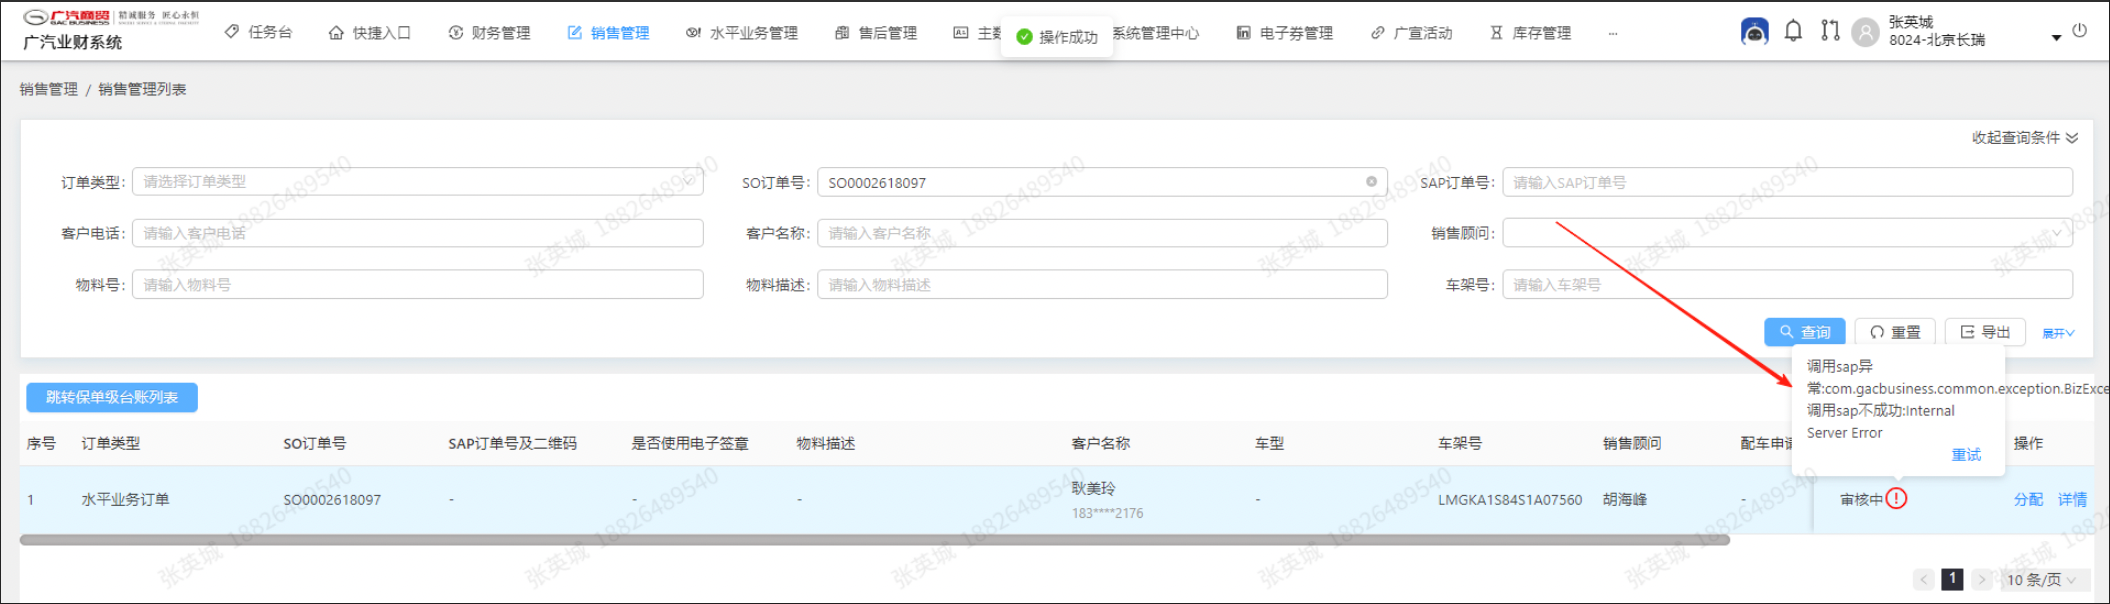 广汽商贸 精诚服务 匠心永恒
GAC BUSINESS
广汽业财系统
任务台 快捷入口 财务管理 销售管理 水平业务管理 售后管理 主数 操作成功 系统管理中心 电子券管理 广宣活动 库存管理 ...
张英城
8024-北京长瑞
销售管理 / 销售管理列表
收起查询条件
订单类型: 请选择订单类型 SO订单号: SO0002618097 SAP订单号: 请输入SAP订单号
客户电话: 请输入客户电话 客户名称: 请输入客户名称 销售顾问:
物料号: 请输入物料号 物料描述: 请输入物料描述 车架号: 请输入车架号
查询 重置 导出 展开
调用sap异
常:com.gacbusiness.common.exception.BizExce
调用sap不成功:Internal
Server Error
重试
跳转保单级台账列表
序号 订单类型 SO订单号 SAP订单号及二维码 是否使用电子签章 物料描述 客户名称 车型 车架号 销售顾问 配车申请 操作
1 水平业务订单 SO0002618097 - - - 耿美玲 - LMGKA1S84S1A07560 胡海峰 - 审核中 分配 详情
183****2176
< 1 > 10 条/页
张英城 18826489540